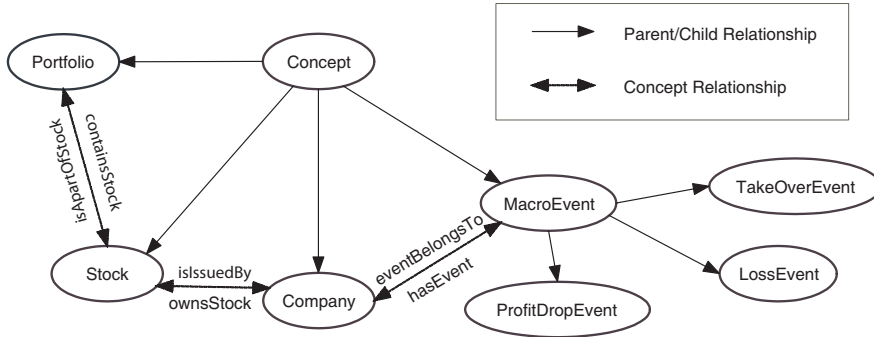 Portfolio
Concept
Parent/Child Relationship
Concept Relationship
isApartOfStock
containsStock
TakeOverEvent
MacroEvent
eventBelongsTo
hasEvent
Stock
isIssuedBy
ownsStock
Company
LossEvent
ProfitDropEvent